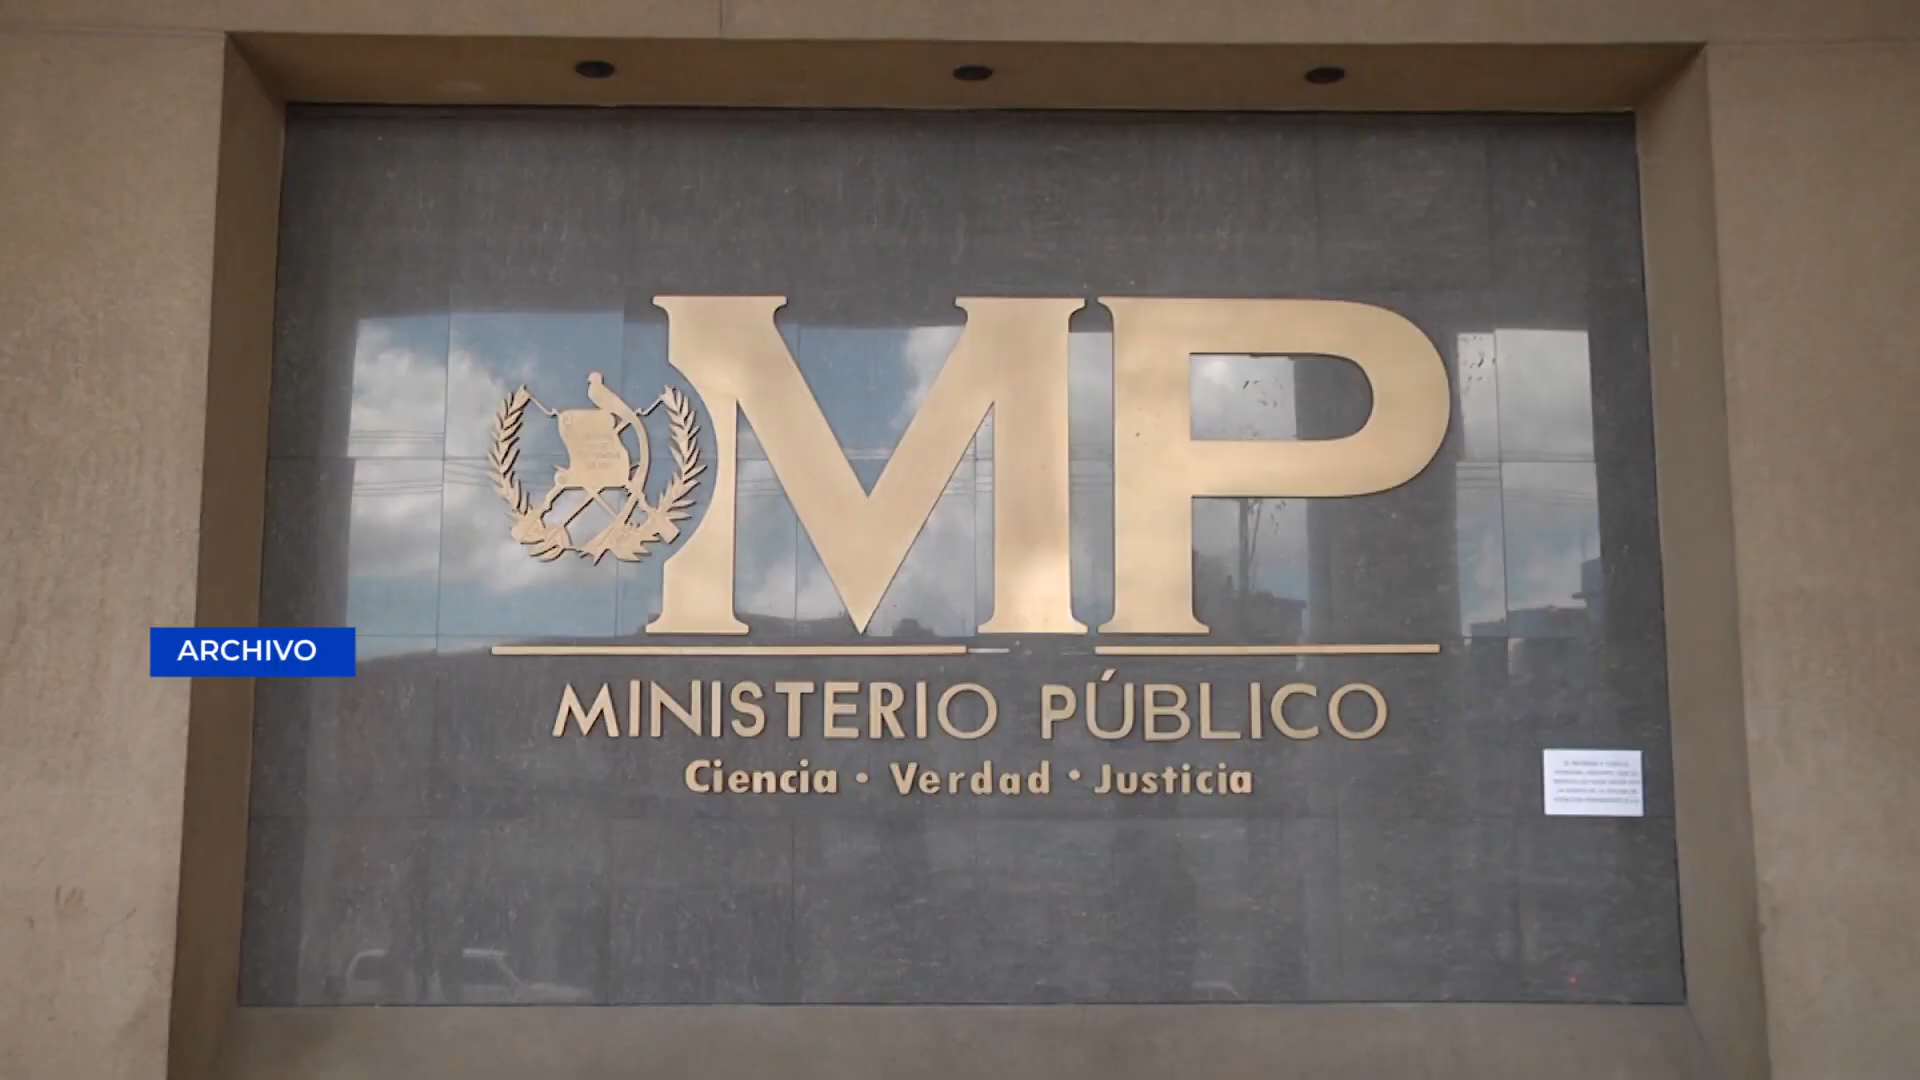 MP
ARCHIVO
MINISTERIO PÚBLICO
Ciencia • Verdad • Justicia